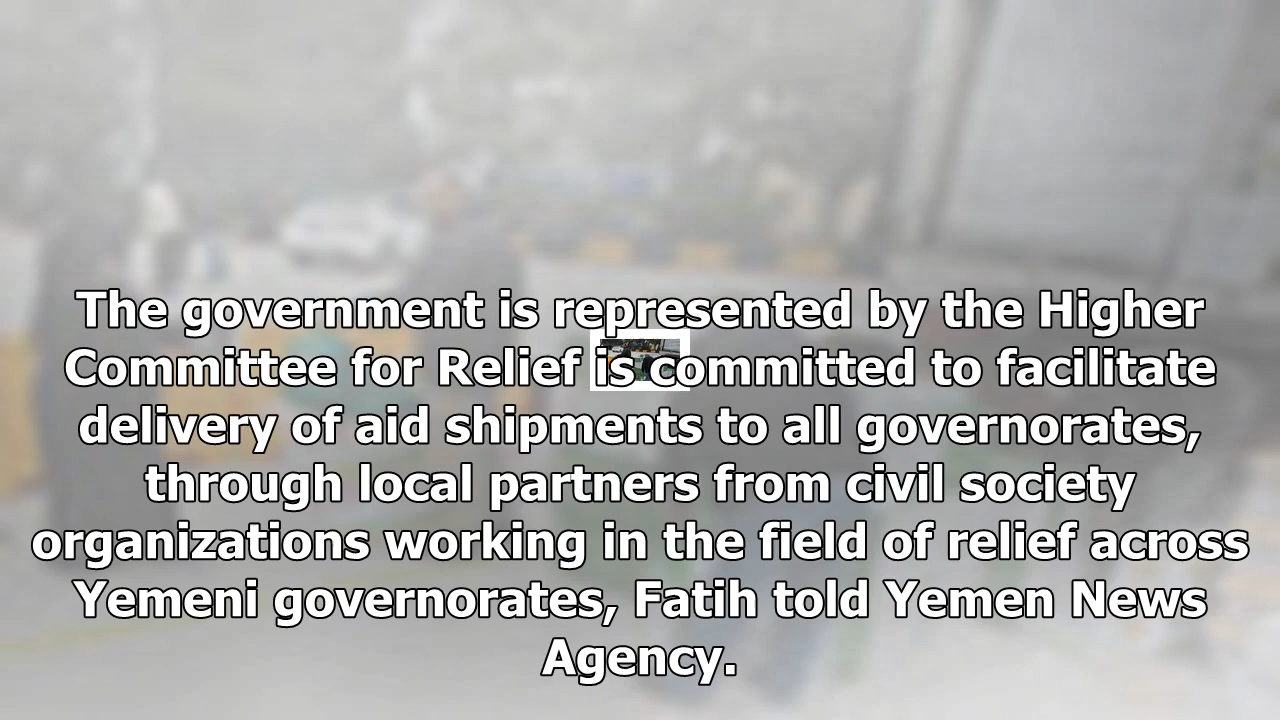 The government is represented by the Higher
Committee for Relief is committed to facilitate
delivery of aid shipments to all governorates,
through local partners from civil society
organizations working in the field of relief across
Yemeni governorates, Fatih told Yemen News
Agency.